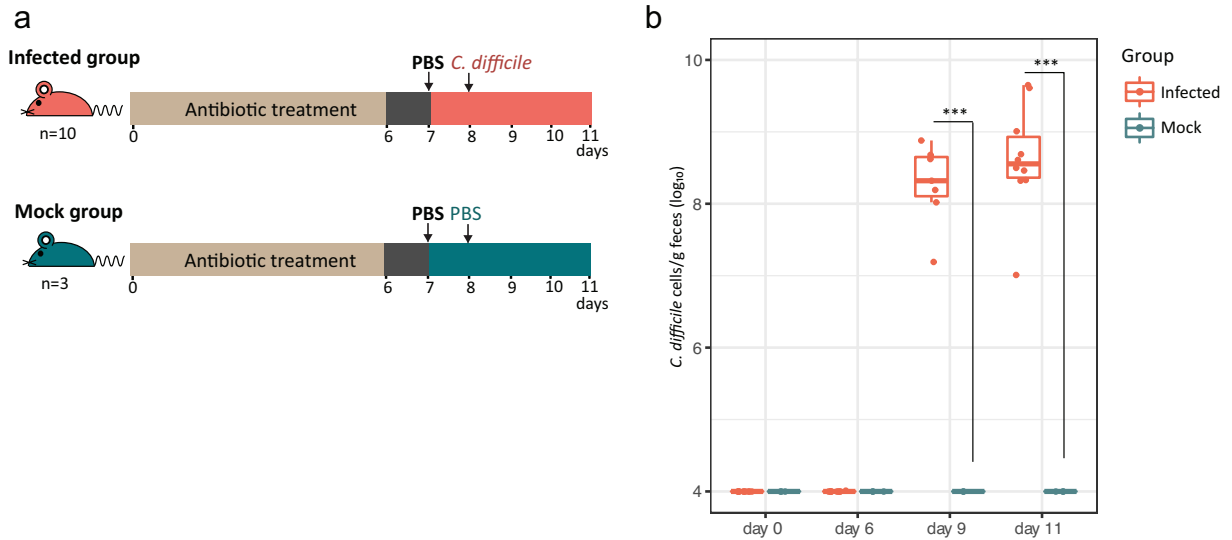 a
Infected group
n=10
PBS C. difficile
Antibiotic treatment
0 6 7 8 9 10 11
days
Mock group
n=3
PBS PBS
Antibiotic treatment
0 6 7 8 9 10 11
days
b
C. difficile cells/g feces (log₁₀)
10
8
6
4
***
***
day 0 day 6 day 9 day 11
Group
Infected
Mock